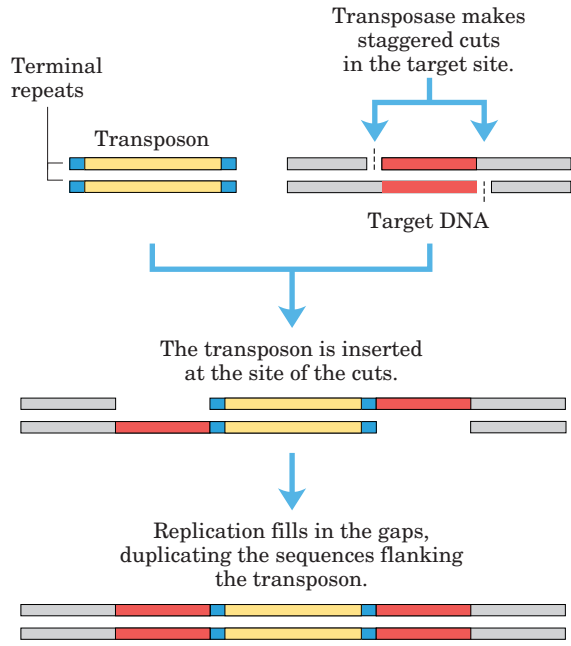 Transposase makes
staggered cuts
in the target site.
Terminal
repeats
Transposon
Target DNA
The transposon is inserted
at the site of the cuts.
Replication fills in the gaps,
duplicating the sequences flanking
the transposon.